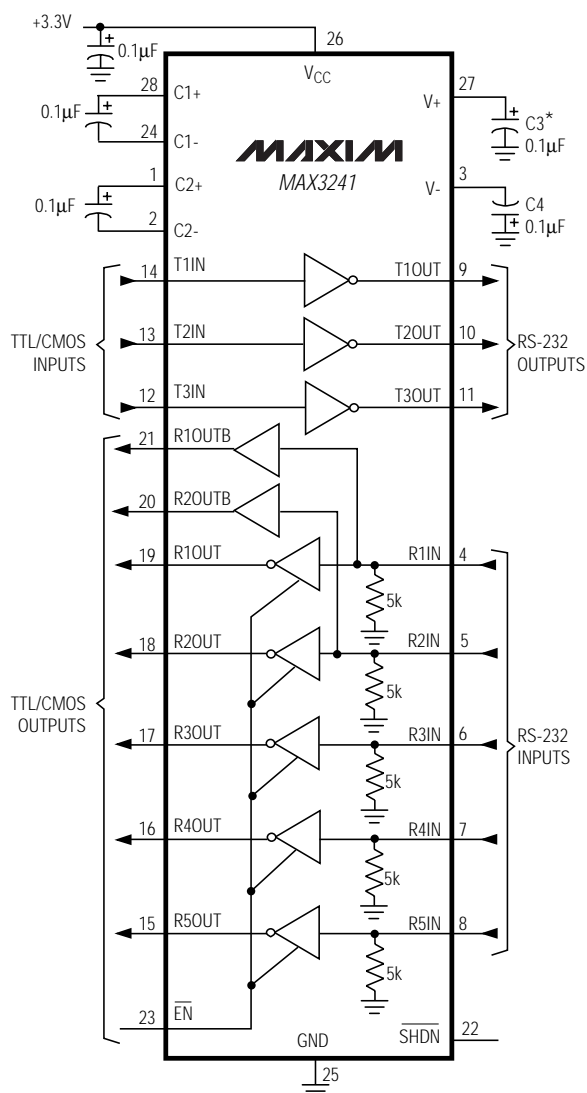 +3.3V
26
0.1μF
VCC
28
C1+
27
V+
0.1μF
C3*
0.1μF
24
C1-
MAXIM
MAX3241
1
C2+
3
V-
0.1μF
C4
0.1μF
2
C2-
14
T1IN
T1OUT
9
TTL/CMOS
INPUTS
13
T2IN
T2OUT
10
RS-232
OUTPUTS
12
T3IN
T3OUT
11
21
R1OUTB
20
R2OUTB
19
R1OUT
R1IN
4
5k
18
R2OUT
R2IN
5
5k
TTL/CMOS
OUTPUTS
17
R3OUT
R3IN
6
RS-232
INPUTS
5k
16
R4OUT
R4IN
7
5k
15
R5OUT
R5IN
8
5k
23
EN
GND
SHDN
22
25